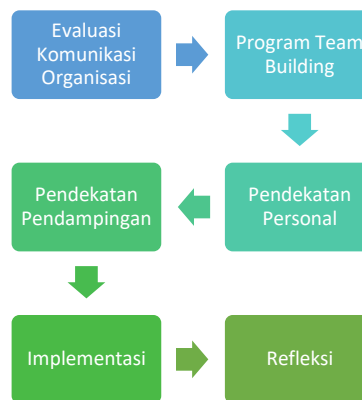 Evaluasi
Komunikasi
Organisasi
Program Team
Building
Pendekatan
Personal
Pendekatan
Pendampingan
Implementasi
Refleksi